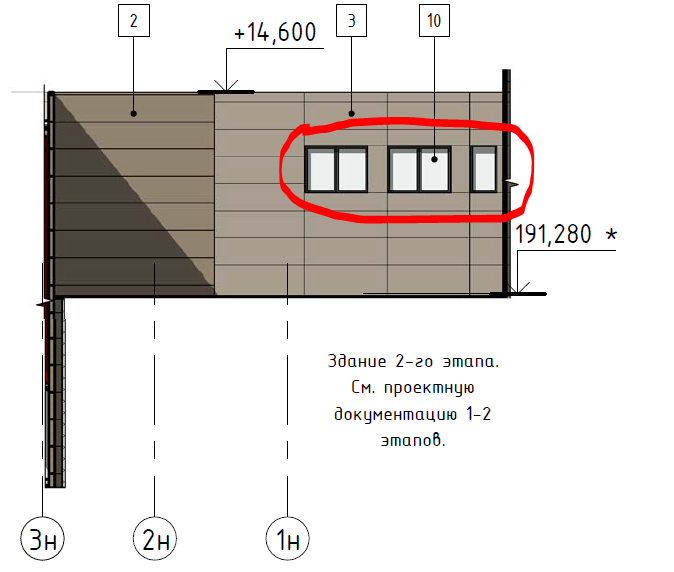 2
3
10
+14,600
191,280 *
Здание 2-го этапа.
См. проектную
документацию 1-2
этапов.
3н
2н
1н